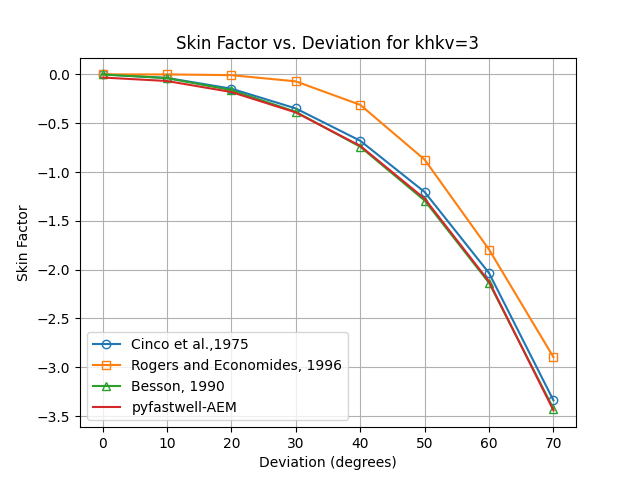 Skin Factor vs. Deviation for khkv=3
0.0
−0.5
−1.0
−1.5
−2.0
−2.5
−3.0
−3.5
Skin Factor
Cinco et al.,1975
Rogers and Economides, 1996
Besson, 1990
pyfastwell-AEM
0 10 20 30 40 50 60 70
Deviation (degrees)